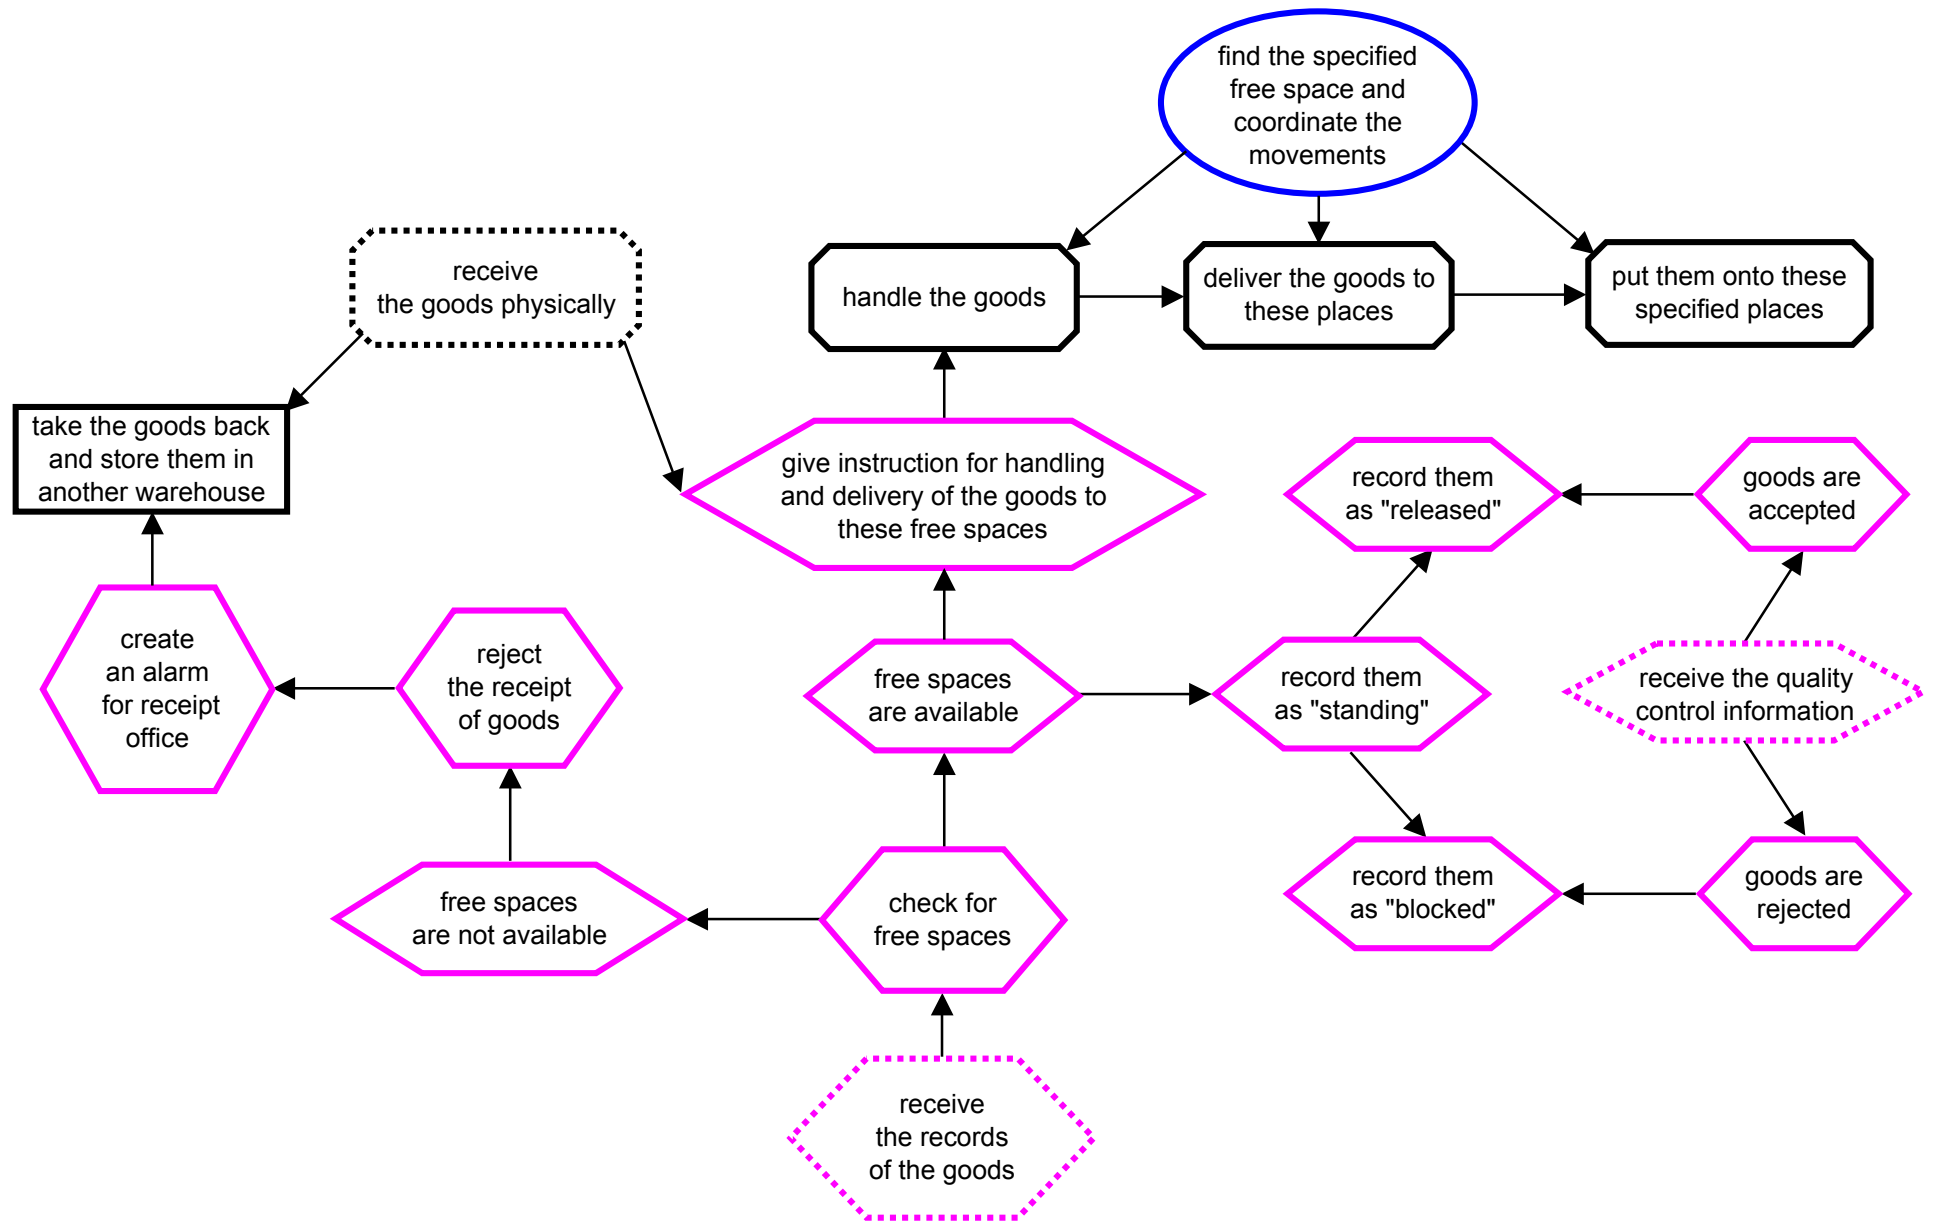 find the specified
free space and
coordinate the
movements
receive
the goods physically
handle the goods
deliver the goods to
these places
put them onto these
specified places
take the goods back
and store them in
another warehouse
give instruction for handling
and delivery of the goods to
these free spaces
record them
as "released"
goods are
accepted
create
an alarm
for receipt
office
reject
the receipt
of goods
free spaces
are available
record them
as "standing"
receive the quality
control information
free spaces
are not available
check for
free spaces
record them
as "blocked"
goods are
rejected
receive
the records
of the goods